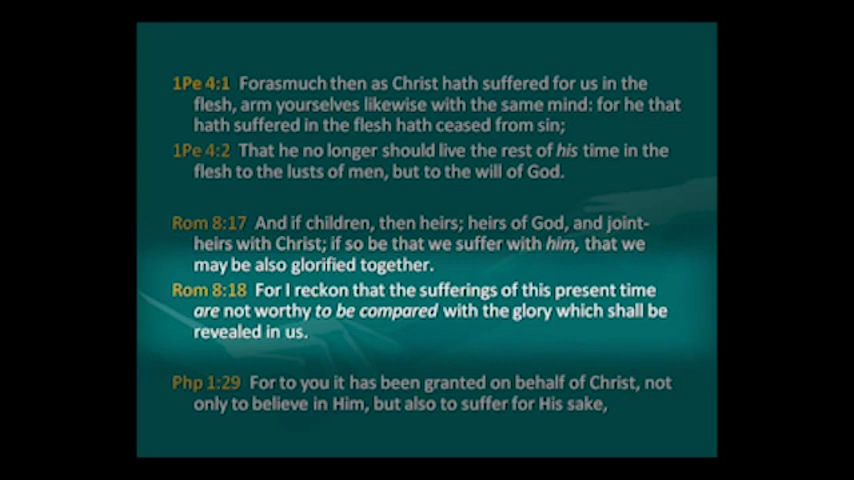 1Pe 4:1 Forasmuch then as Christ hath suffered for us in the
flesh, arm yourselves likewise with the same mind: for he that
hath suffered in the flesh hath ceased from sin;
1Pe 4:2 That he no longer should live the rest of his time in the
flesh to the lusts of men, but to the will of God.
Rom 8:17 And if children, then heirs; heirs of God, and joint-
heirs with Christ; if so be that we suffer with him, that we
may be also glorified together.
Rom 8:18 For I reckon that the sufferings of this present time
are not worthy to be compared with the glory which shall be
revealed in us.
Php 1:29 For to you it has been granted on behalf of Christ, not
only to believe in Him, but also to suffer for His sake,